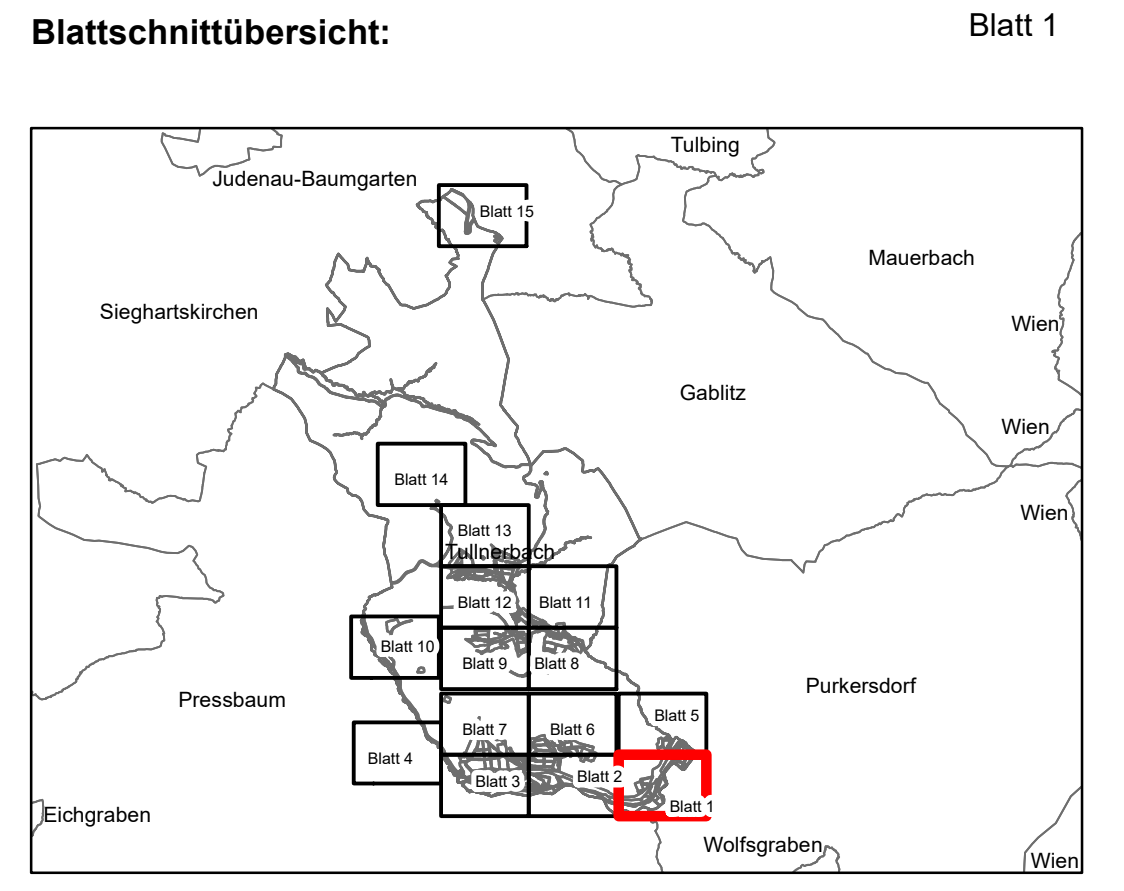 Blattschnittübersicht:
Blatt 1
Tulbing
Judenau-Baumgarten
Blatt 15
Mauerbach
Sieghartskirchen
Wien
Gablitz
Wien
Blatt 14
Wien
Blatt 13
Tullnerbach
Blatt 12
Blatt 11
Blatt 10
Blatt 9
Blatt 8
Purkersdorf
Pressbaum
Blatt 5
Blatt 7
Blatt 6
Blatt 4
Blatt 3
Blatt 2
Blatt 1
Eichgraben
Wolfsgraben
Wien